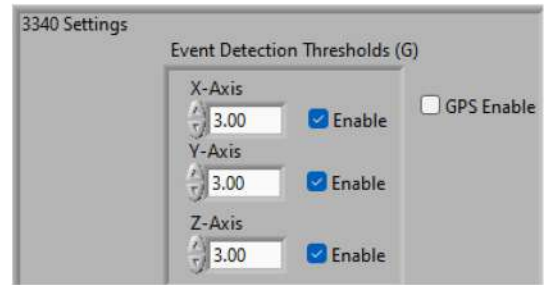 3340 Settings
Event Detection Thresholds (G)
X-Axis
3.00 Enable
GPS Enable
Y-Axis
3.00 Enable
Z-Axis
3.00 Enable